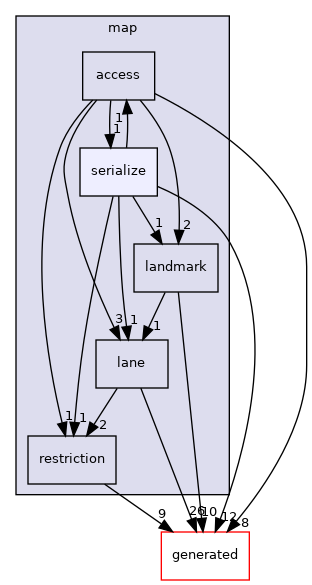 map
access
1
1
serialize
1
2
landmark
3
1
1
lane
1
1
2
restriction
9
26
10
12
8
generated